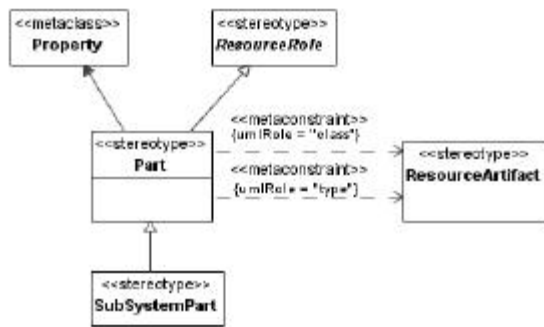 <<metaclass>>
Property
<<stereotype>>
ResourceRole
<<metaconstraint>>
{umlRole = "class"}
<<stereotype>>
Part
<<metaconstraint>>
{umlRole = "type"}
<<stereotype>>
ResourceArtifact
<<stereotype>>
SubSystemPart